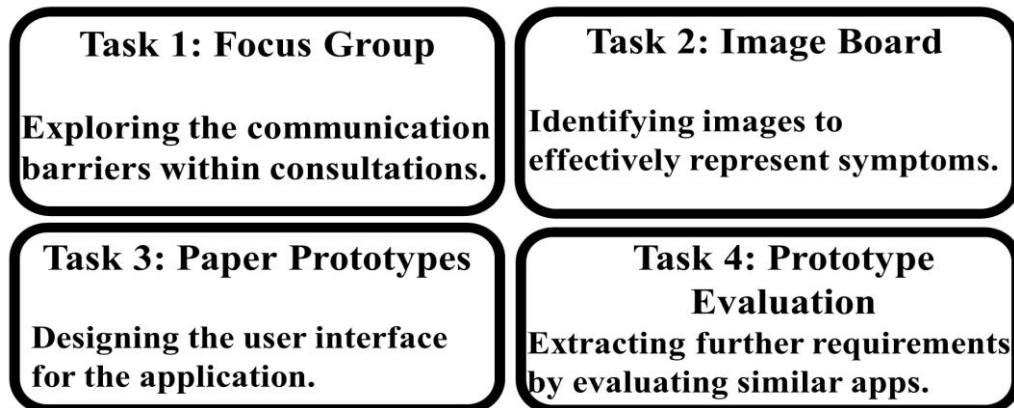 Task 1: Focus Group
Exploring the communication
barriers within consultations.
Task 2: Image Board
Identifying images to
effectively represent symptoms.
Task 3: Paper Prototypes
Designing the user interface
for the application.
Task 4: Prototype
Evaluation
Extracting further requirements
by evaluating similar apps.